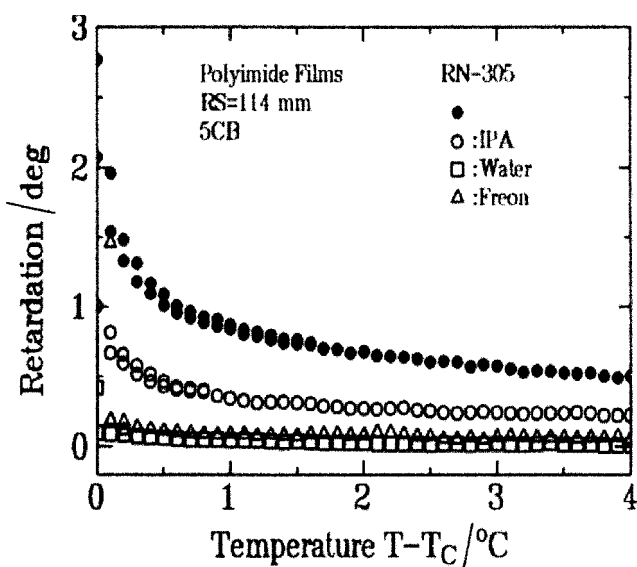 3
2
1
0
Retardation/deg
Polyimide Films
RS=114 mm
5CB
RN-305
:IPA
:Water
:Freon
0 1 2 3 4
Temperature T-T_C/°C